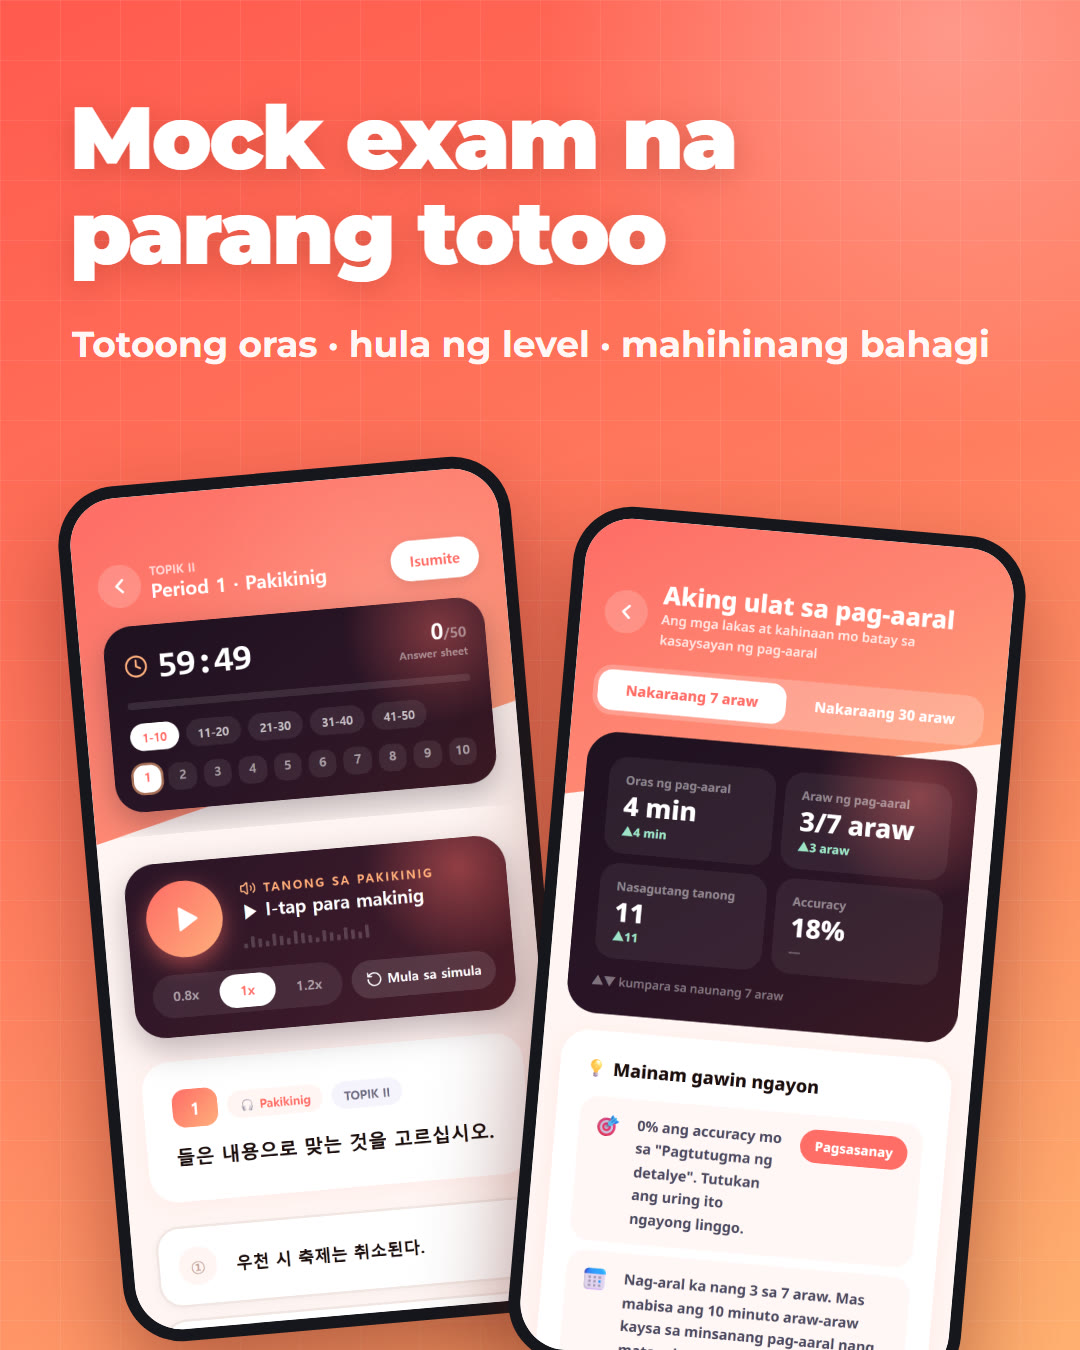 Mock exam na
parang totoo
Totoong oras · hula ng level · mahihinang bahagi
TOPIK II
Period 1 · Pakikinig
Isumite
59:49
0/50
Answer sheet
1-10 11-20 21-30 31-40 41-50
1 2 3 4 5 6 7 8 9 10
TANONG SA PAKIKINIG
▶ I-tap para makinig
0.8x 1x 1.2x
Mula sa simula
1 Pakikinig TOPIK II
들은 내용으로 맞는 것을 고르십시오.
① 우천 시 축제는 취소된다.
Aking ulat sa pag-aaral
Ang mga lakas at kahinaan mo batay sa
kasaysayan ng pag-aaral
Nakaraang 7 araw Nakaraang 30 araw
Oras ng pag-aaral
4 min
▲4 min
Araw ng pag-aaral
3/7 araw
▲3 araw
Nasagutang tanong
11
▲11
Accuracy
18%
—
▲▼ kumpara sa naunang 7 araw
Mainam gawin ngayon
0% ang accuracy mo
sa "Pagtutugma ng
detalye". Tutukan
ang uring ito
ngayong linggo.
Pagsasanay
Nag-aral ka nang 3 sa 7 araw. Mas
mabisa ang 10 minuto araw-araw
kaysa sa minsanang pag-aaral nang